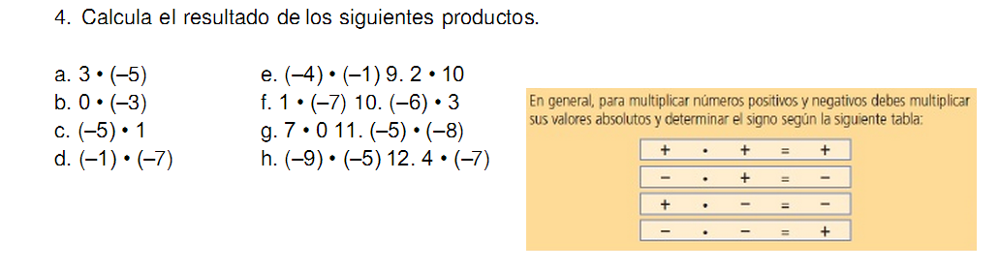 4. Calcula el resultado de los siguientes productos.
a. 3 • (–5)
b. 0 • (–3)
c. (–5) • 1
d. (–1) • (–7)
e. (–4) • (–1) 9. 2 • 10
f. 1 • (–7) 10. (–6) • 3
g. 7 • 0 11. (–5) • (–8)
h. (–9) • (–5) 12. 4 • (–7)
En general, para multiplicar números positivos y negativos debes multiplicar
sus valores absolutos y determinar el signo según la siguiente tabla:
+ · + = +
– · + = –
+ · – = –
– · – = +